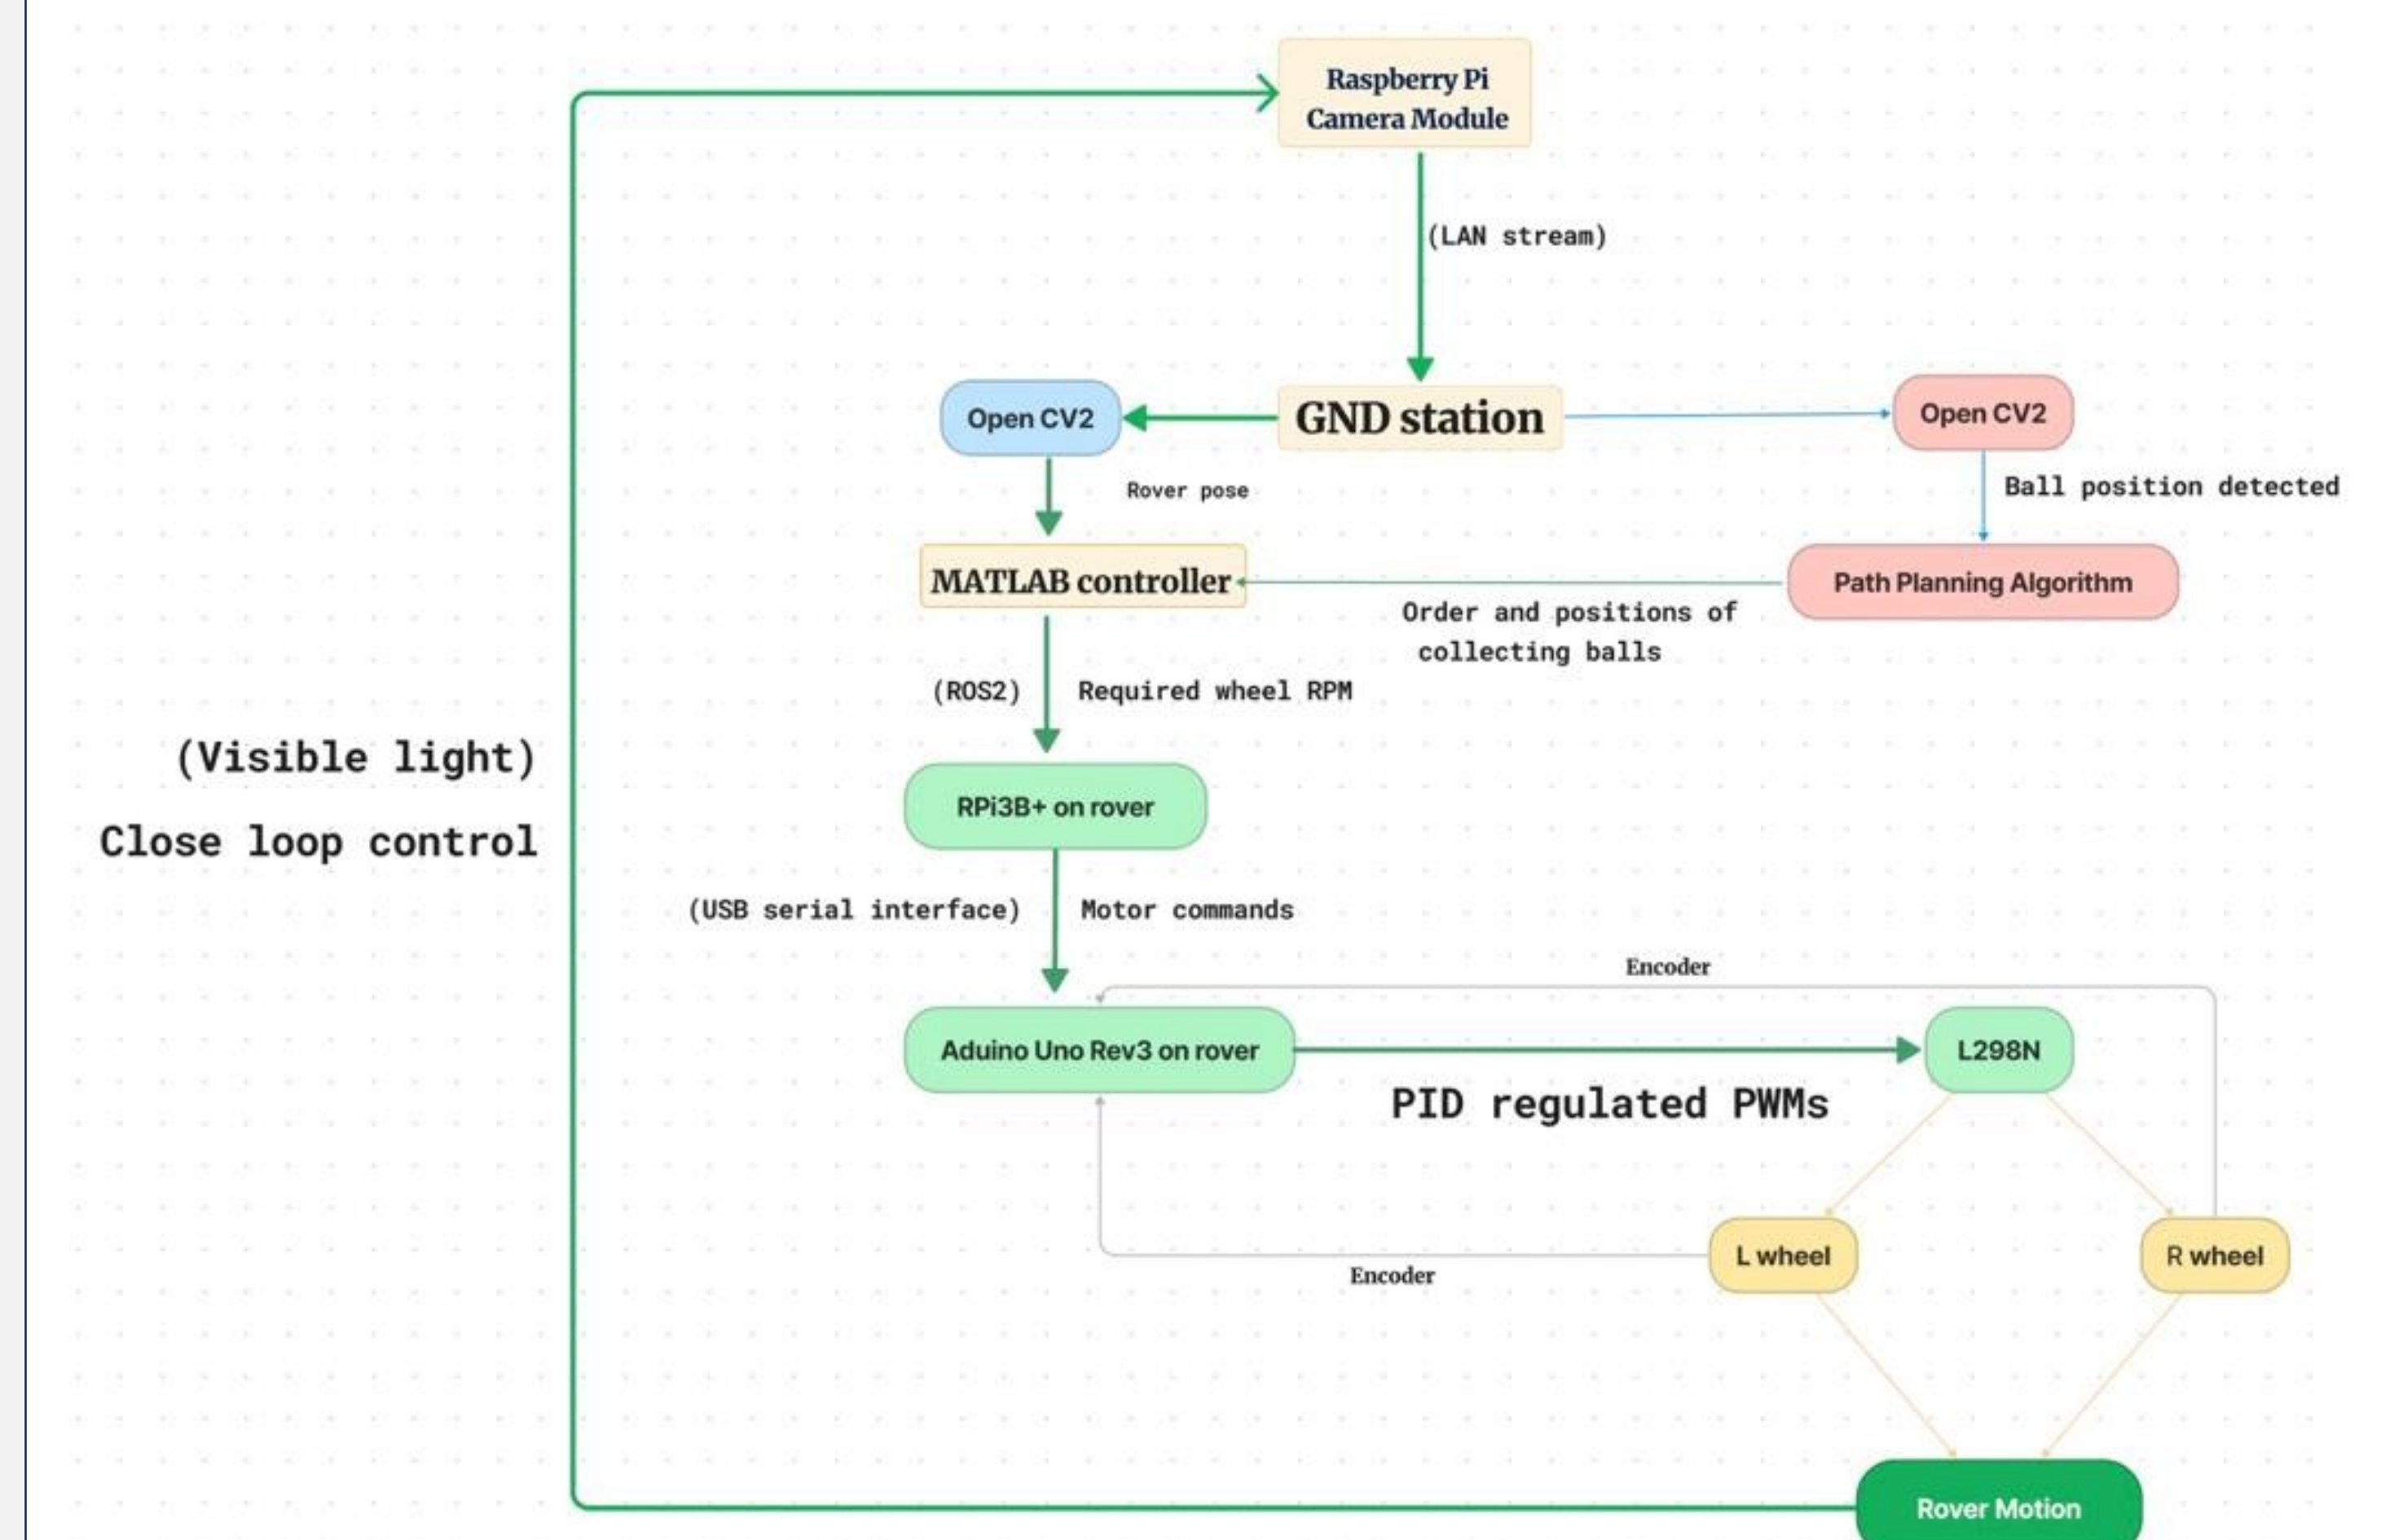 Raspberry Pi
Camera Module
(LAN stream)
Open CV2
GND station
Open CV2
Rover pose
Ball position detected
MATLAB controller
Path Planning Algorithm
Order and positions of
collecting balls
(ROS2)
Required wheel RPM
(Visible light)
Close loop control
RPi3B+ on rover
(USB serial interface)
Motor commands
Encoder
Aduino Uno Rev3 on rover
L298N
PID regulated PWMs
L wheel
R wheel
Encoder
Rover Motion